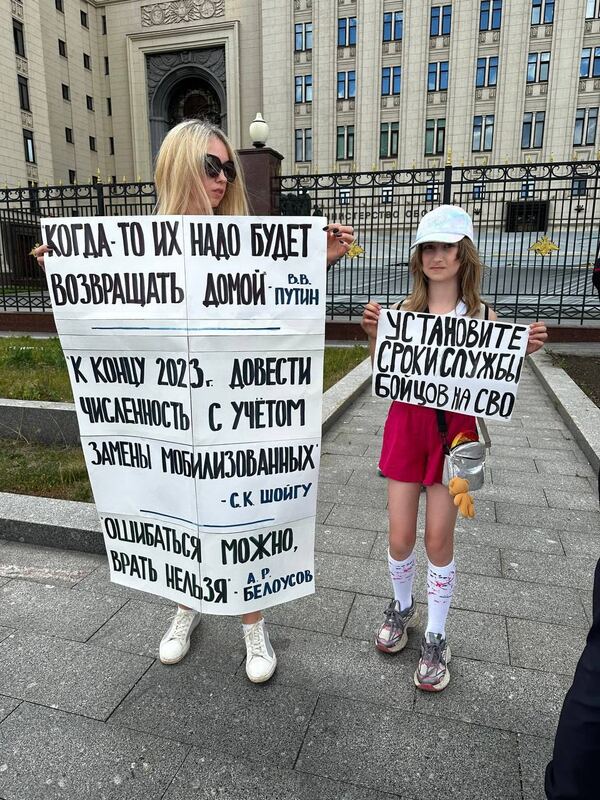 КОГДА-ТО ИХ НАДО БУДЕТ
ВОЗВРАЩАТЬ ДОМОЙ" - В.В. ПУТИН
"К КОНЦУ 2023г. ДОВЕСТИ
ЧИСЛЕННОСТЬ С УЧЁТОМ
ЗАМЕНЫ МОБИЛИЗОВАННЫХ"
- С.К. ШОЙГУ
"ОШИБАТЬСЯ МОЖНО,
ВРАТЬ НЕЛЬЗЯ" - А.Р. БЕЛОУСОВ
УСТАНОВИТЕ
СРОКИ СЛУЖБЫ
БОЙЦОВ НА СВО